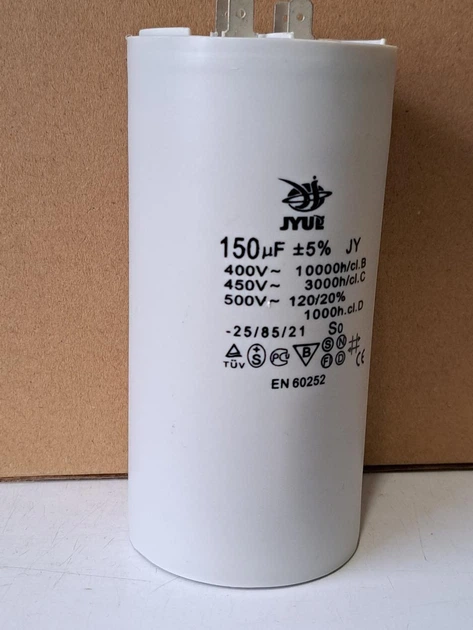 JYUE
150µF ±5% JY
400V~ 10000h/cl.B
450V~ 3000h/cl.C
500V~ 120/20%
1000h.cl.D
-25/85/21 S0
TÜV S B S N F D CE
EN 60252